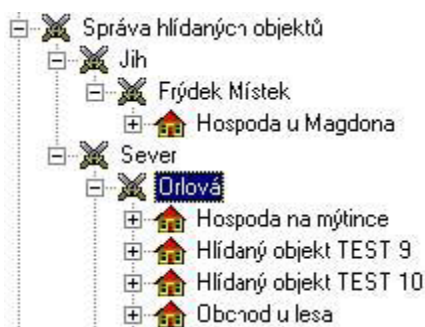 Správa hlídaných objektů
Jih
Frýdek Místek
Hospoda u Magdona
Sever
Orlová
Hospoda na mýtince
Hlídaný objekt TEST 9
Hlídaný objekt TEST 10
Obchod u lesa